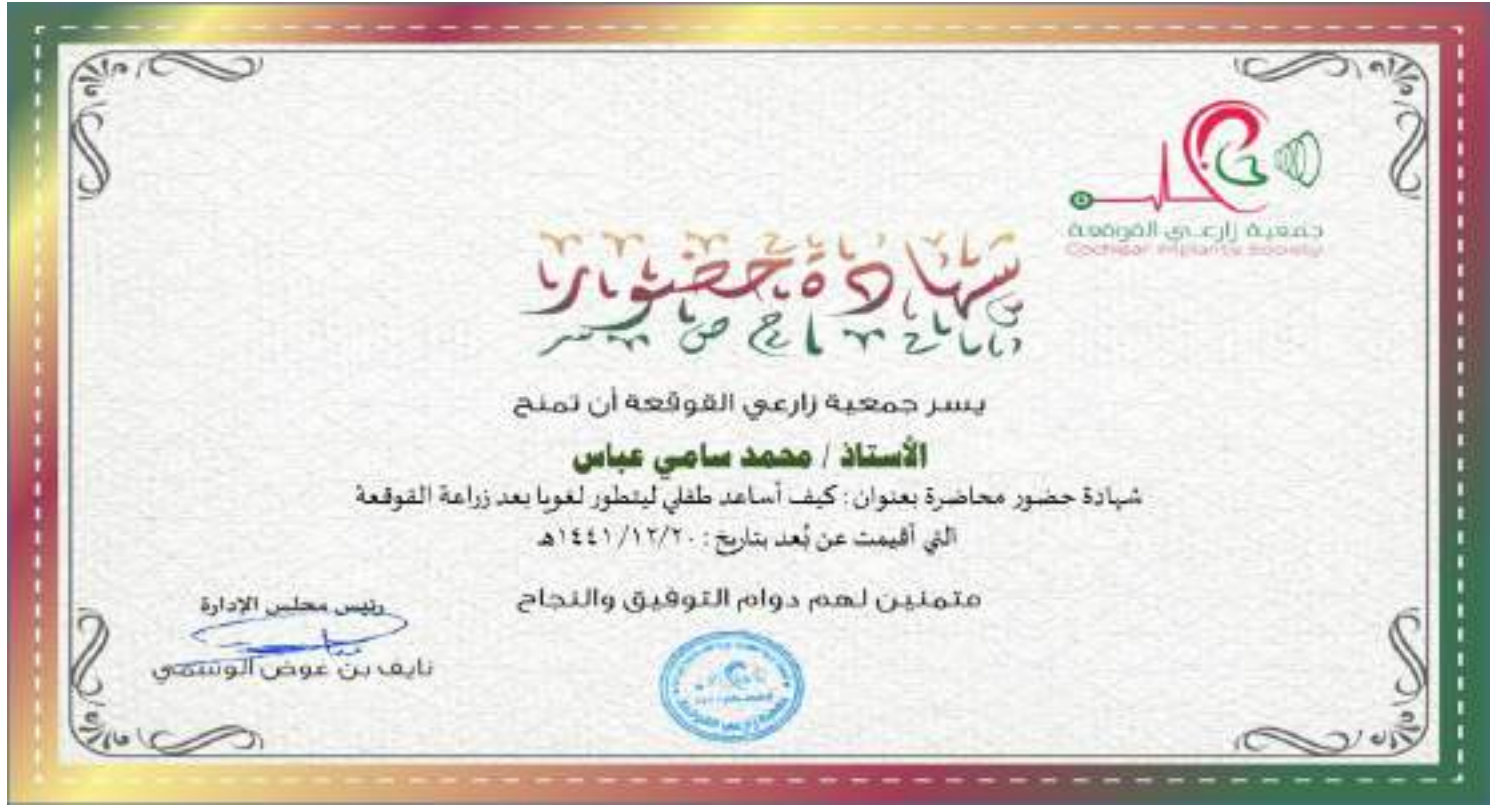 جمعية زارعي القوقعة
Cochlear Implants Society
شهادة حضور
يسر جمعية زارعي القوقعة أن تمنح
الأستاذ / محمد سامي عباس
شهادة حضور محاضرة بعنوان : كيف أساعد طفلي ليتطور لغويا بعد زراعة القوقعة
التي أقيمت عن بُعد بتاريخ : ١٤٤١/١٢/٢٠هـ
متمنين لهم دوام التوفيق والنجاح
رئيس مجلس الإدارة
نايف بن عوض الوسمي